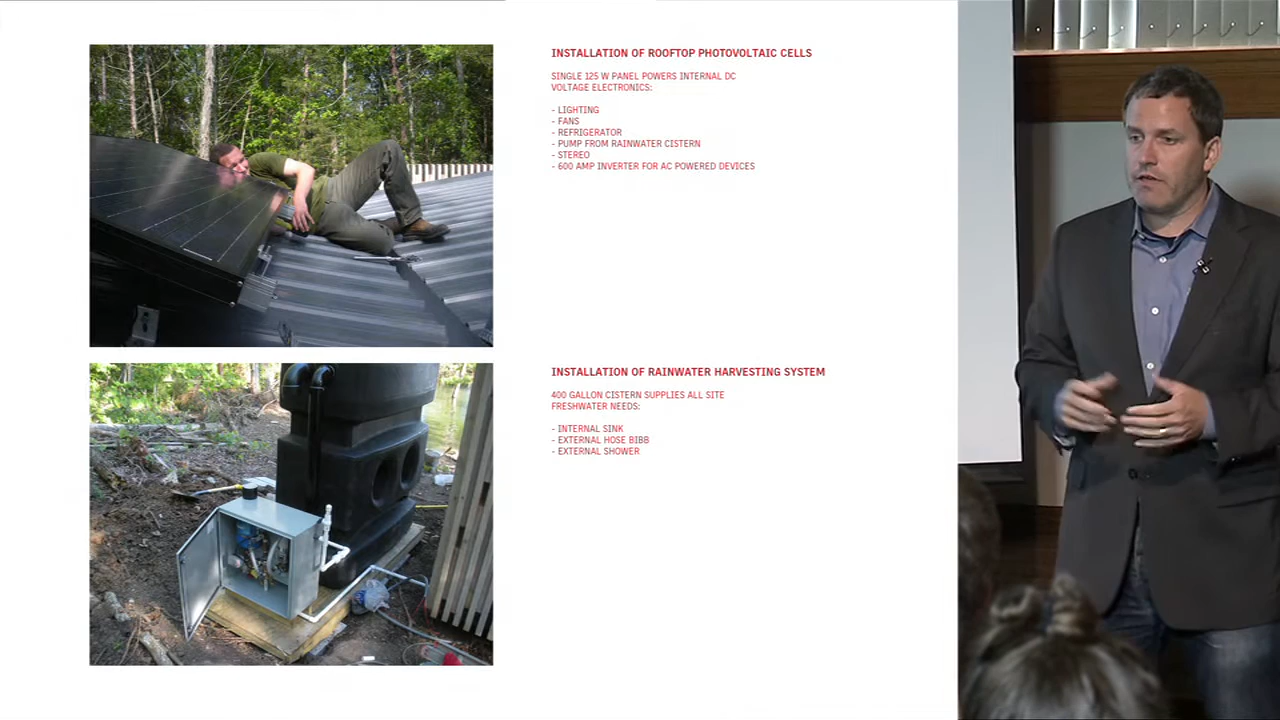 INSTALLATION OF ROOFTOP PHOTOVOLTAIC CELLS
SINGLE 125 W PANEL POWERS INTERNAL DC
VOLTAGE ELECTRONICS:
- LIGHTING
- FANS
- REFRIGERATOR
- PUMP FROM RAINWATER CISTERN
- STEREO
- 600 AMP INVERTER FOR AC POWERED DEVICES
INSTALLATION OF RAINWATER HARVESTING SYSTEM
400 GALLON CISTERN SUPPLIES ALL SITE
FRESHWATER NEEDS:
- INTERNAL SINK
- EXTERNAL HOSE BIBB
- EXTERNAL SHOWER